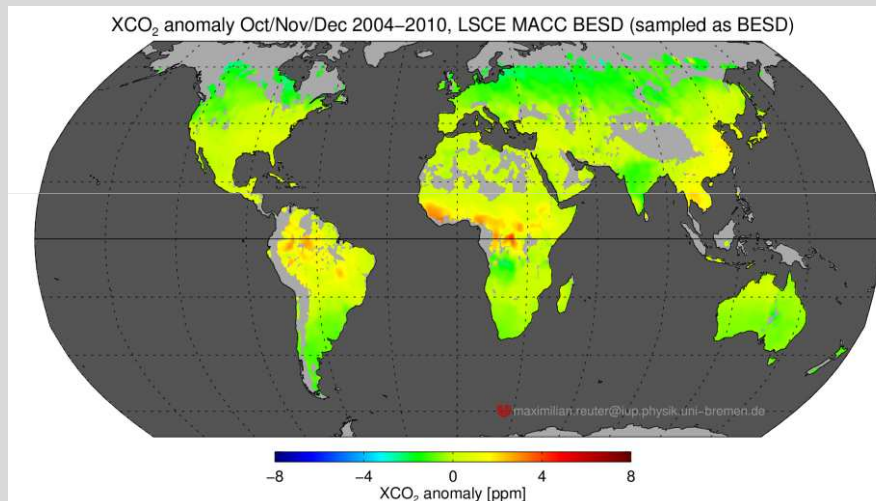 XCO₂ anomaly Oct/Nov/Dec 2004–2010, LSCE MACC BESD (sampled as BESD)
maximilian.reuter@iup.physik.uni-bremen.de
−8 −4 0 4 8
XCO₂ anomaly [ppm]